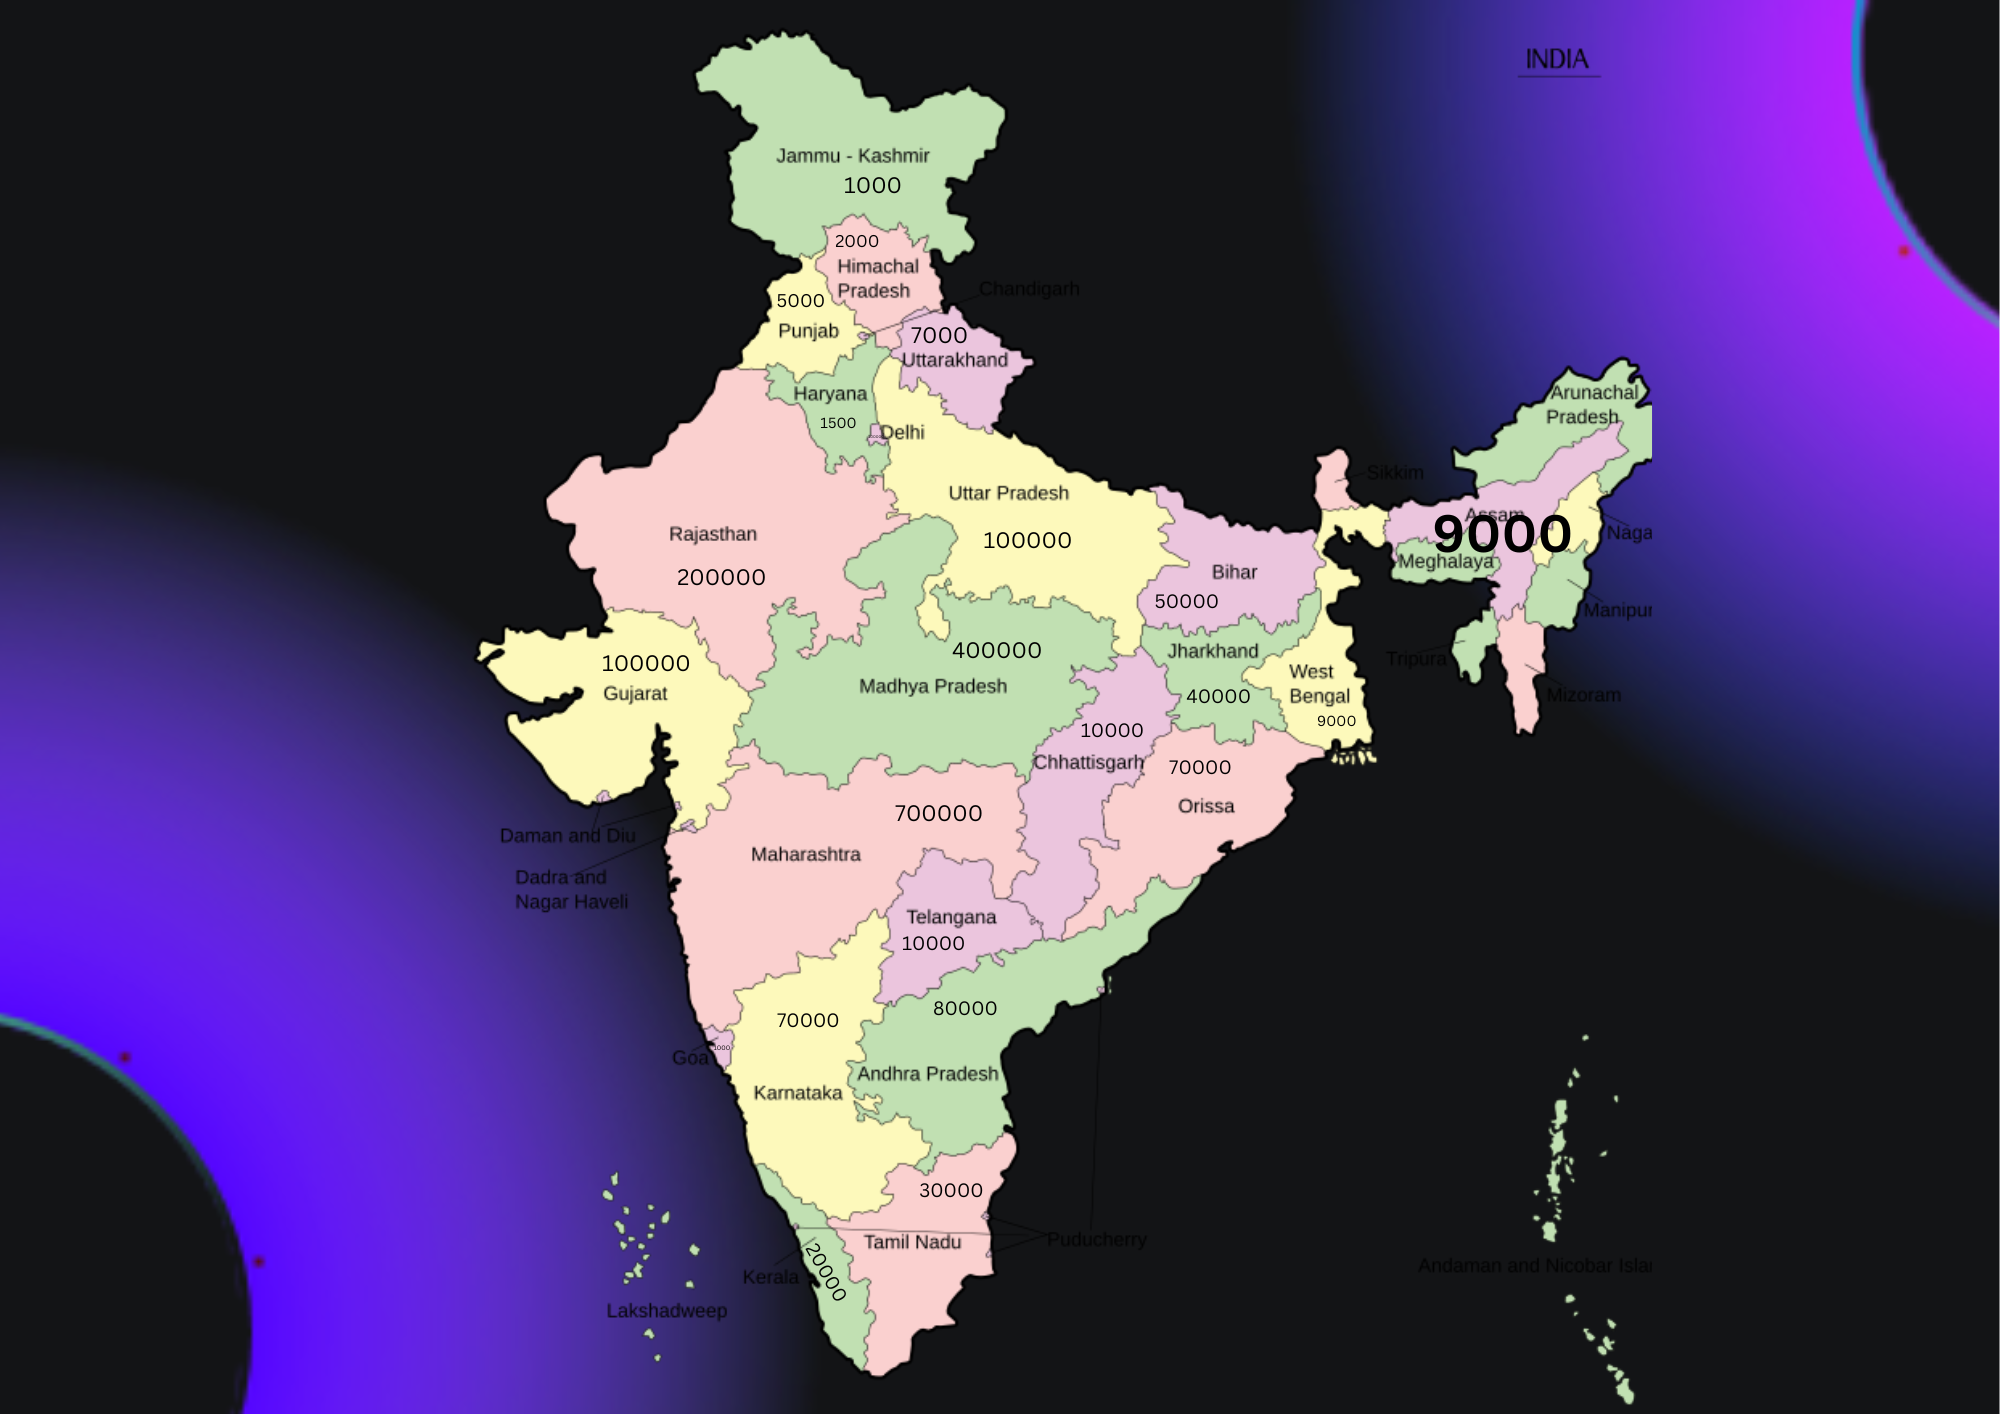 INDIA
Jammu - Kashmir
1000
2000
Himachal
Pradesh
Chandigarh
5000
Punjab
7000
Uttarakhand
Haryana
1500
Delhi
Arunachal
Pradesh
Sikkim
Uttar Pradesh
100000
Rajasthan
200000
Assam
9000
Naga
Meghalaya
Manipur
Bihar
50000
Tripura
Mizoram
100000
Gujarat
400000
Madhya Pradesh
Jharkhand
40000
West
Bengal
9000
10000
Chhattisgarh
70000
Orissa
Daman and Diu
Dadra and
Nagar Haveli
700000
Maharashtra
Telangana
10000
80000
Andhra Pradesh
70000
Karnataka
Goa
1000
30000
Tamil Nadu
Puducherry
Kerala
20000
Lakshadweep
Andaman and Nicobar Islar